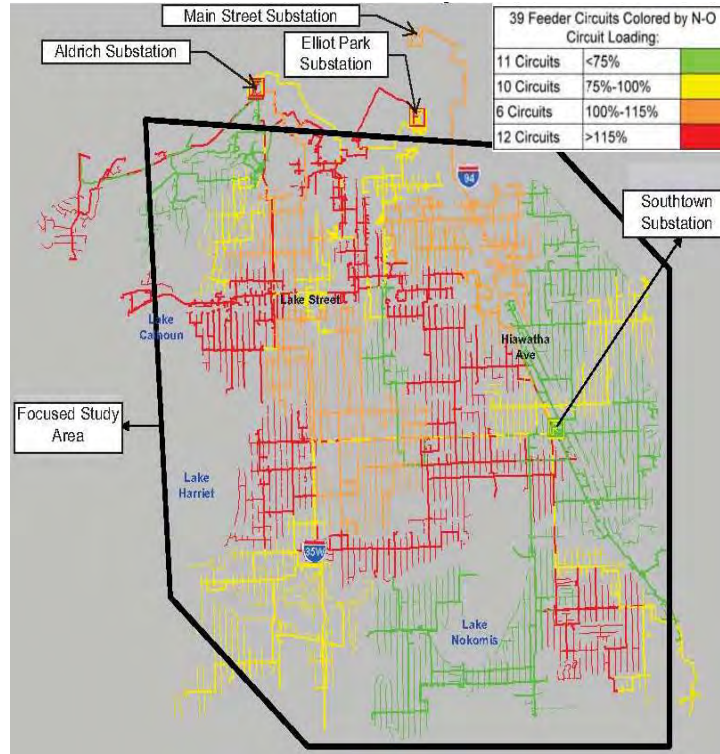 Main Street Substation
Aldrich Substation
Elliot Park
Substation
39 Feeder Circuits Colored by N-O
Circuit Loading:
11 Circuits <75%
10 Circuits 75%-100%
6 Circuits 100%-115%
12 Circuits >115%
94
Southtown
Substation
Lake Street
Lake
Calhoun
Hiawatha
Ave
Focused Study
Area
Lake
Harriet
35W
Lake
Nokomis